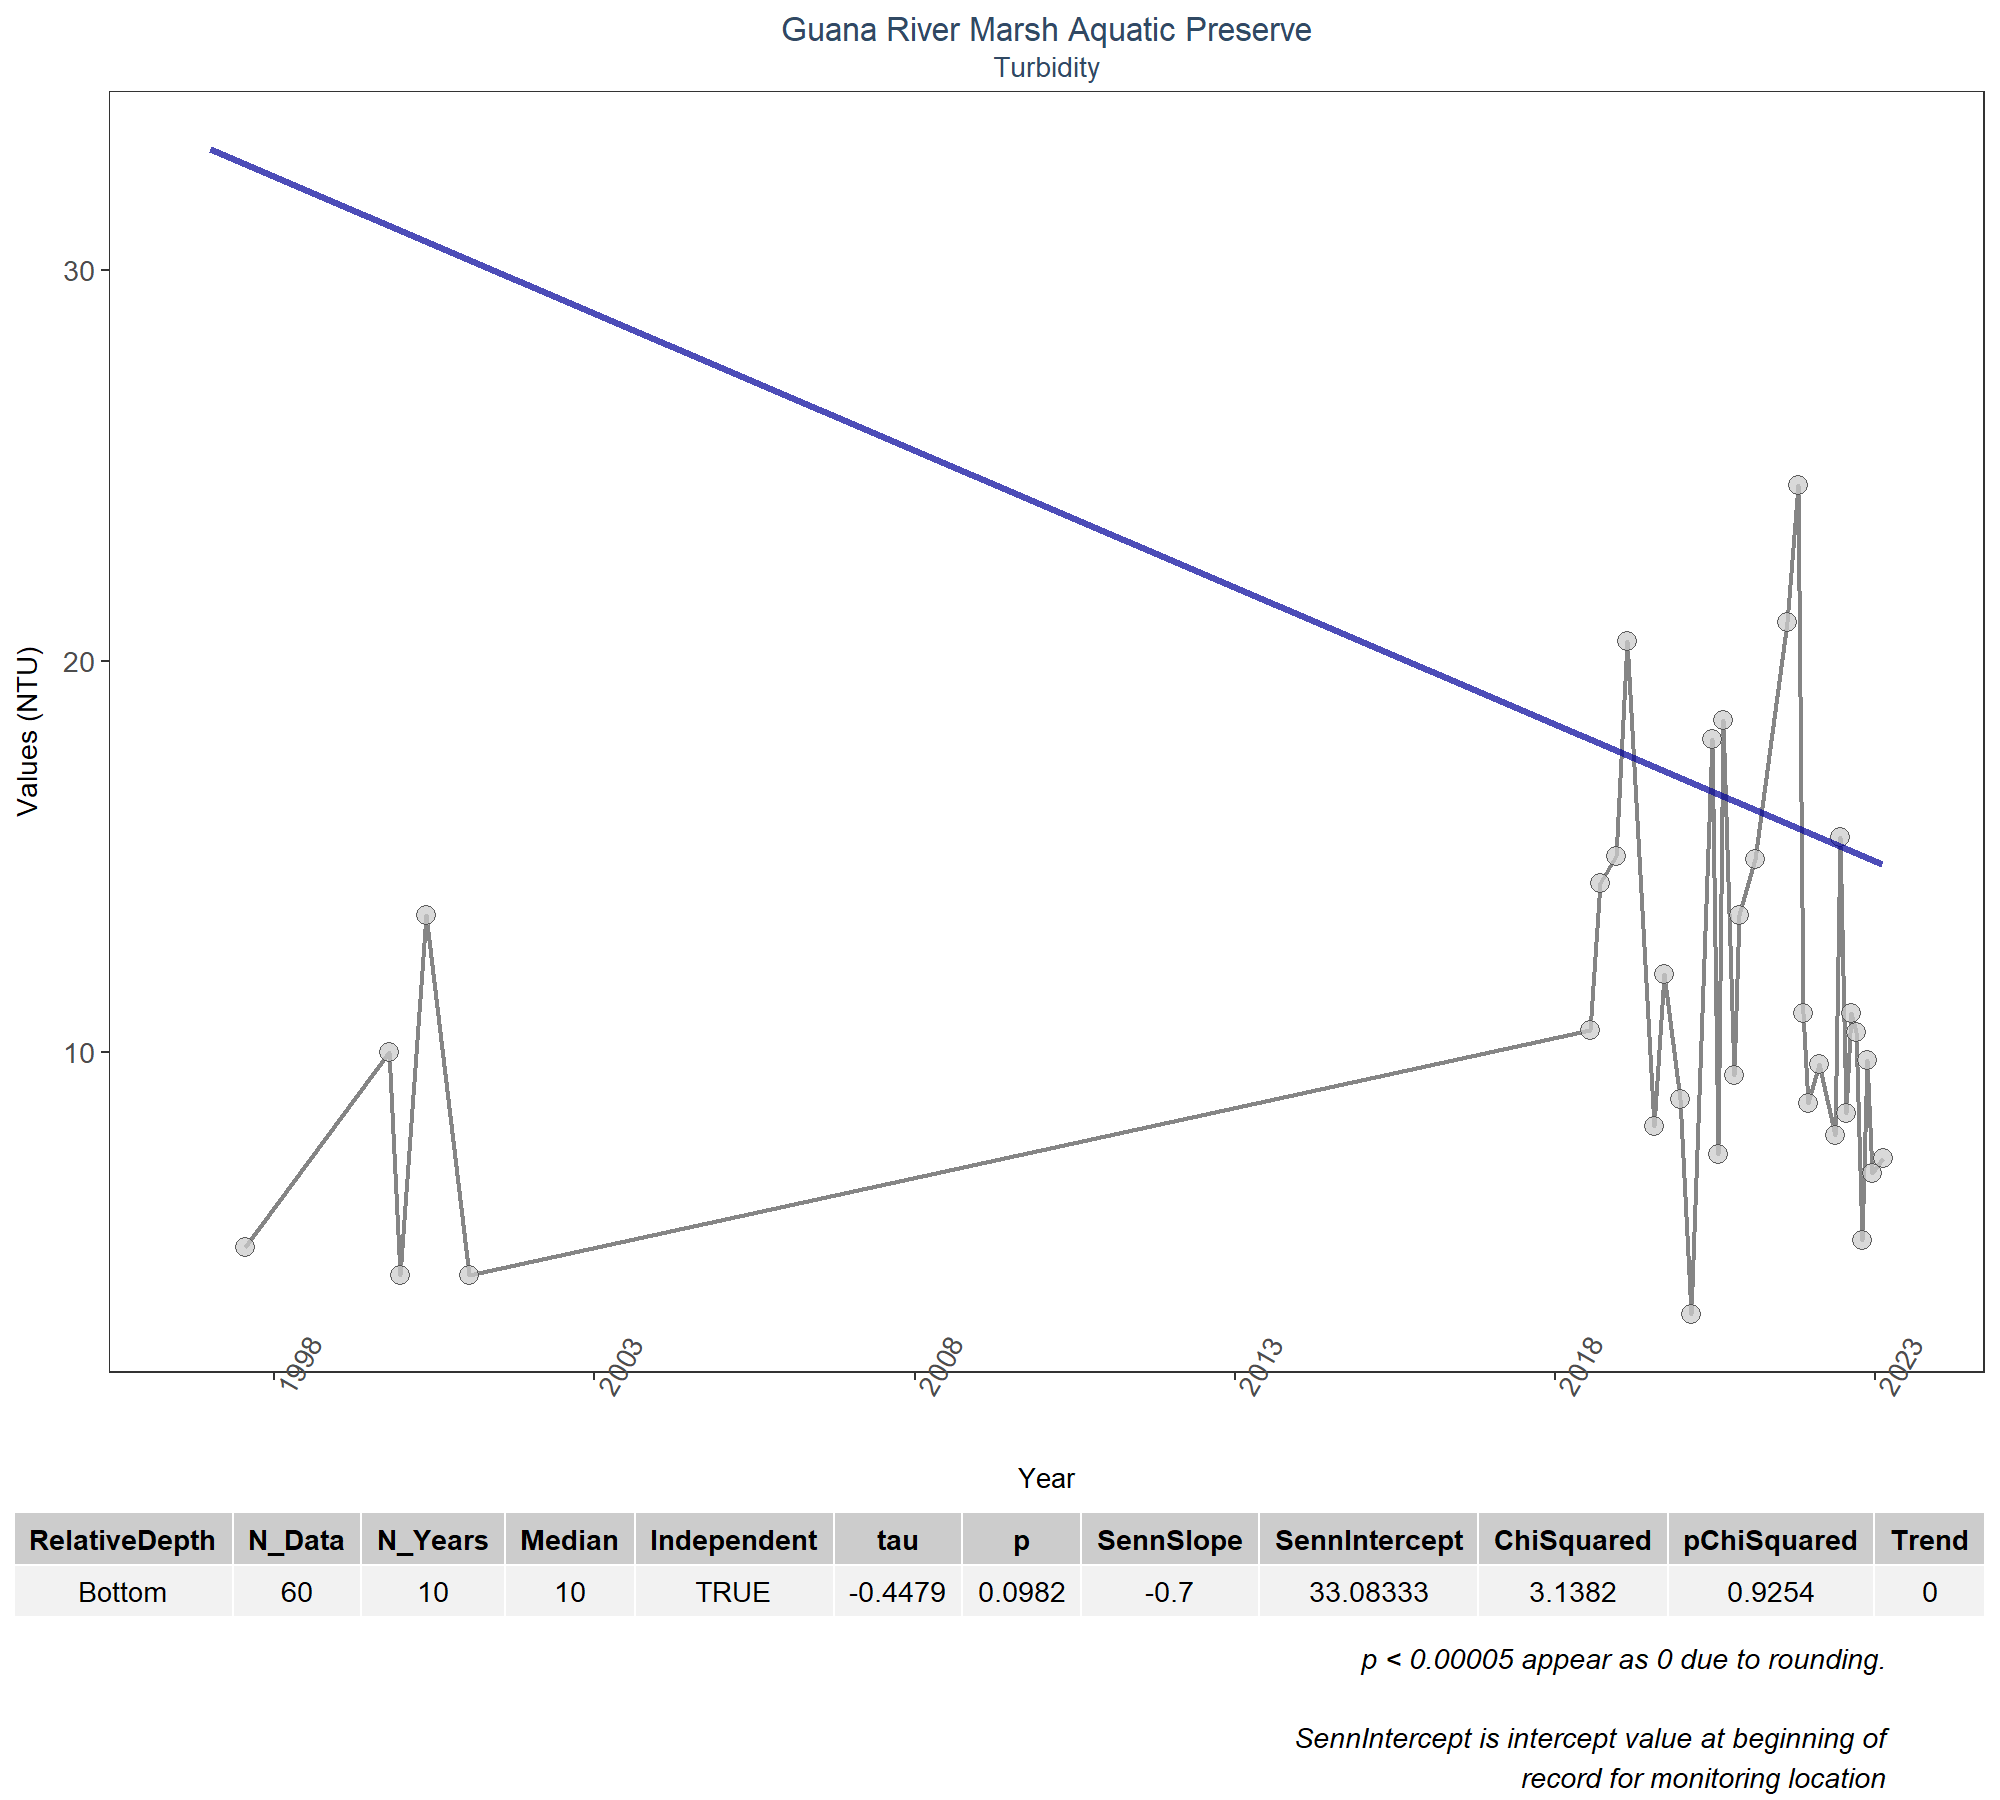 Guana River Marsh Aquatic Preserve
Turbidity
Values (NTU)
30
20
10
1998 2003 2008 2013 2018 2023
Year
RelativeDepth N_Data N_Years Median Independent tau p SennSlope SennIntercept ChiSquared pChiSquared Trend
Bottom 60 10 10 TRUE -0.4479 0.0982 -0.7 33.08333 3.1382 0.9254 0
p < 0.00005 appear as 0 due to rounding.
SennIntercept is intercept value at beginning of
record for monitoring location